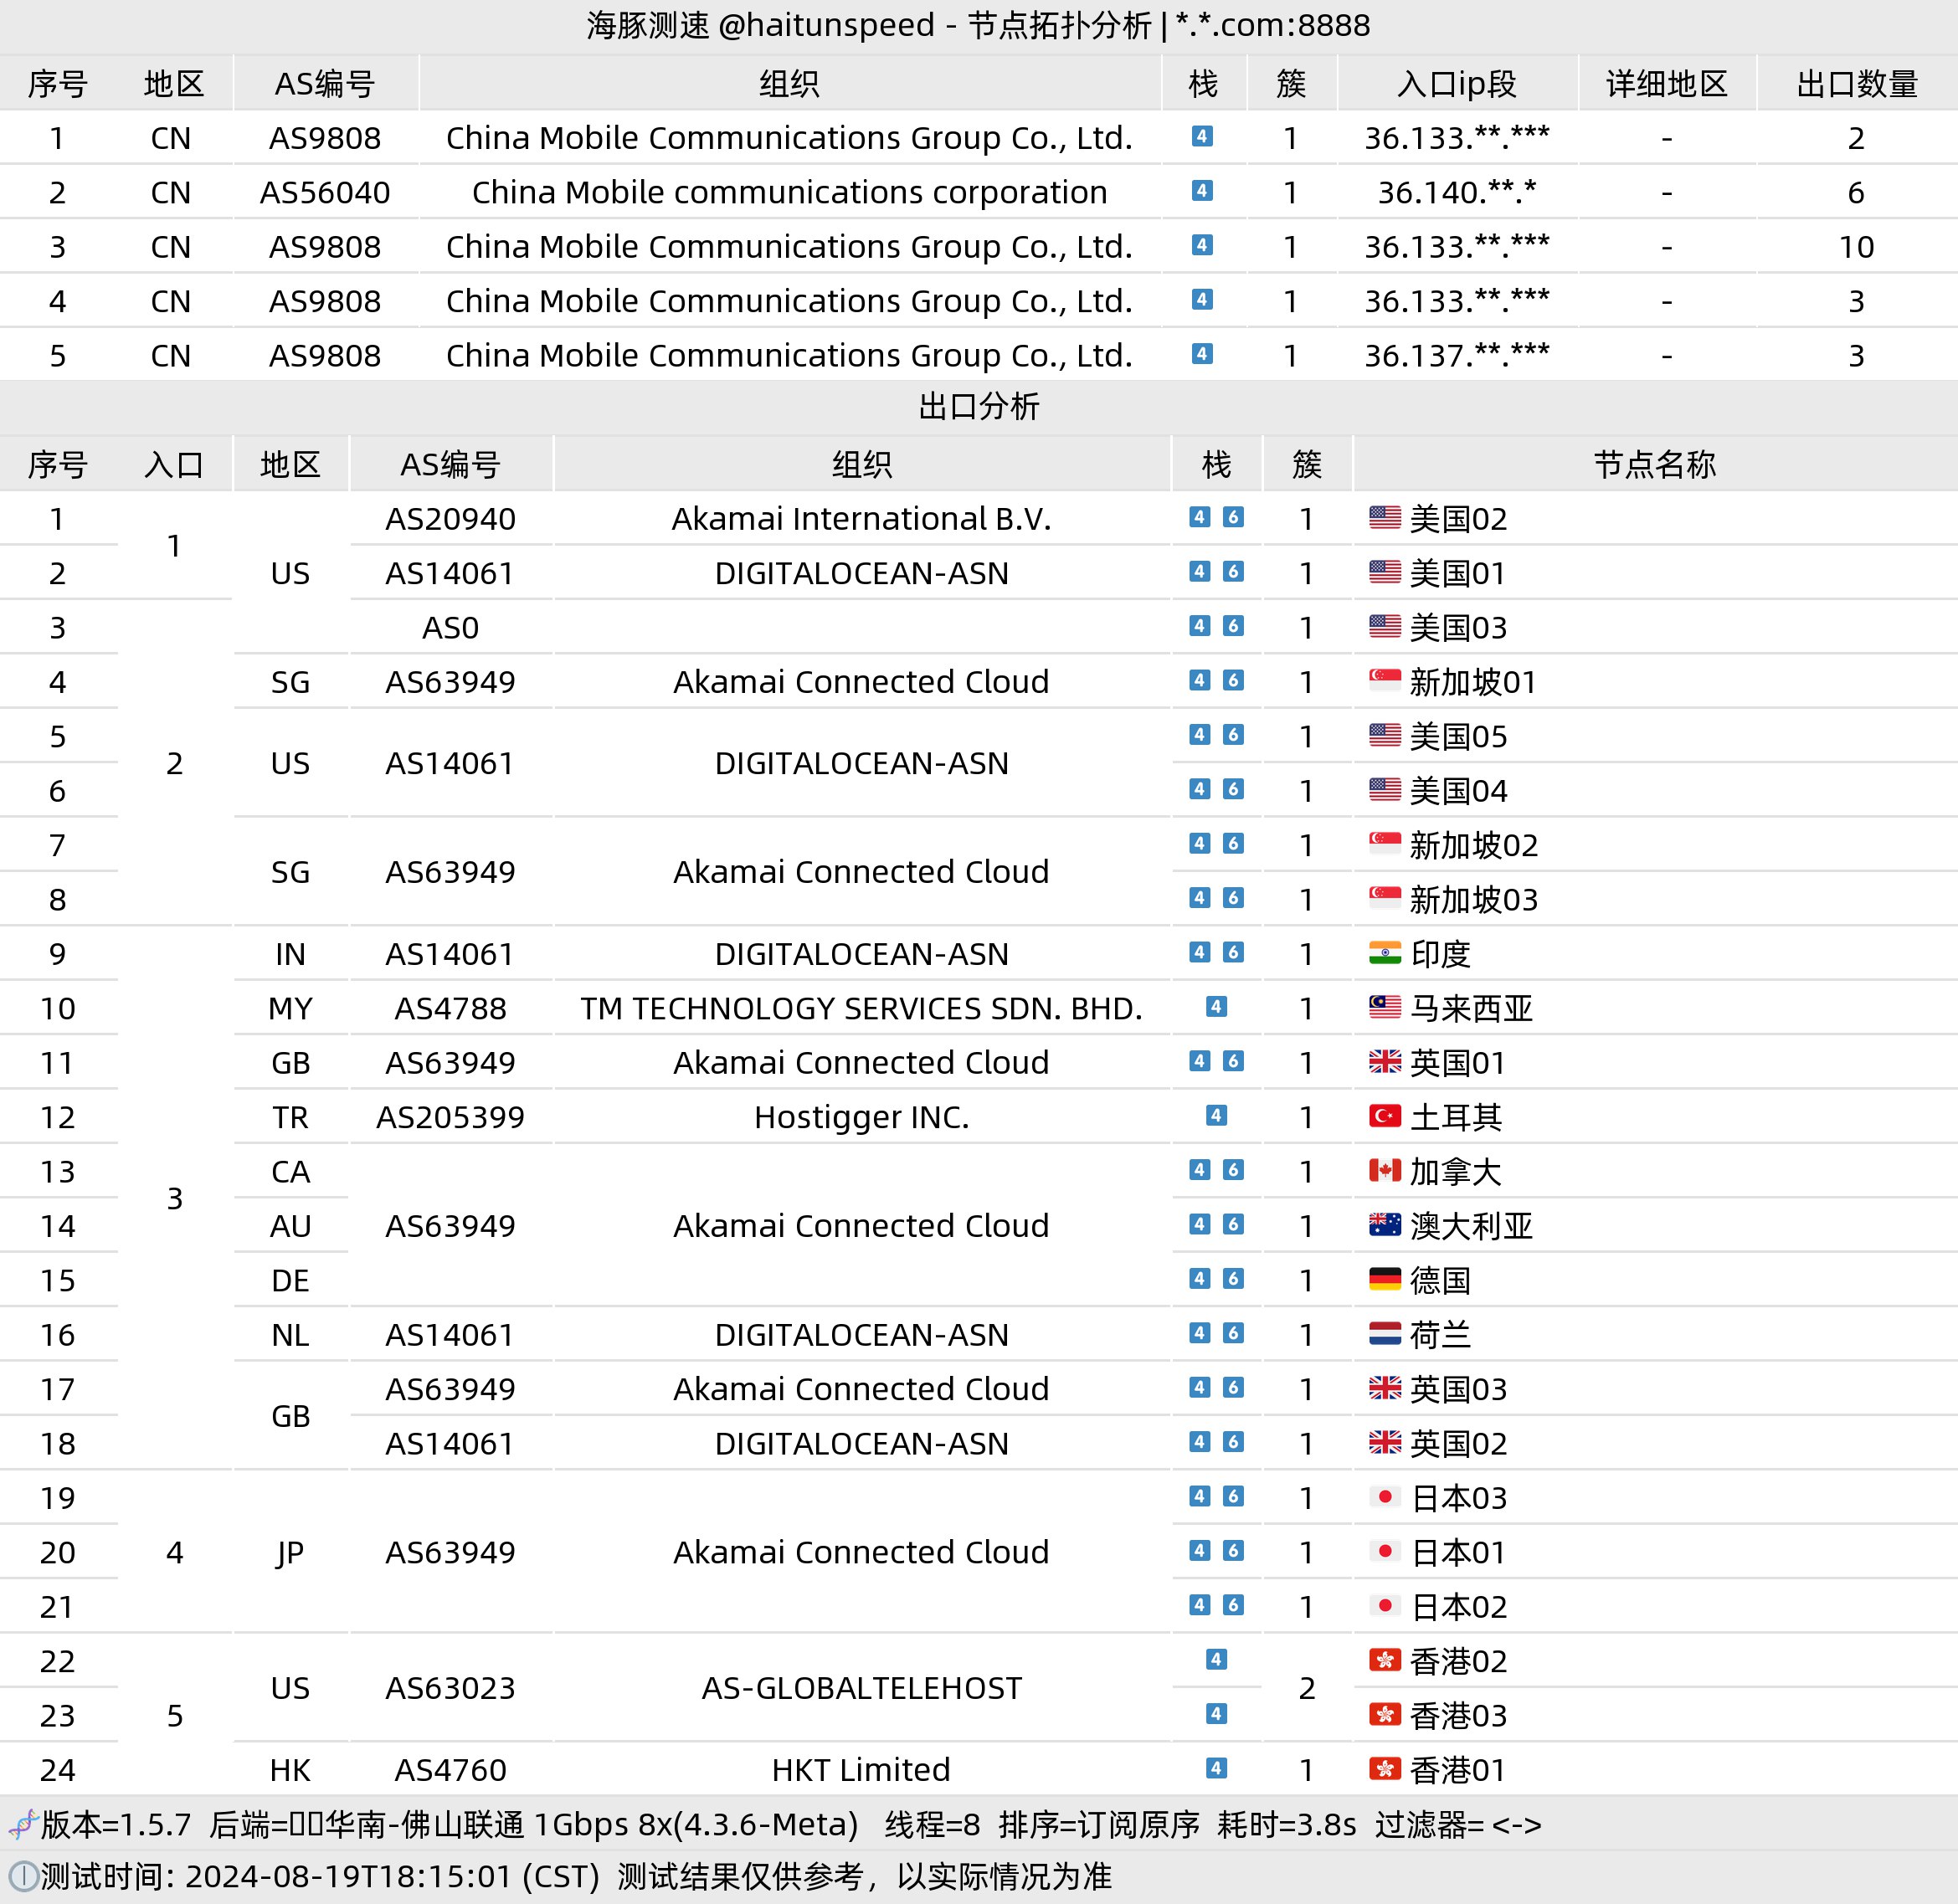 海豚测速 @haitunspeed - 节点拓扑分析 | *.*.com:8888
序号 地区 AS编号 组织 栈 簇 入口ip段 详细地区 出口数量
1 CN AS9808 China Mobile Communications Group Co., Ltd. 4 1 36.133.**.*** - 2
2 CN AS56040 China Mobile communications corporation 4 1 36.140.**.* - 6
3 CN AS9808 China Mobile Communications Group Co., Ltd. 4 1 36.133.**.*** - 10
4 CN AS9808 China Mobile Communications Group Co., Ltd. 4 1 36.133.**.*** - 3
5 CN AS9808 China Mobile Communications Group Co., Ltd. 4 1 36.137.**.*** - 3
出口分析
序号 入口 地区 AS编号 组织 栈 簇 节点名称
1 1 US AS20940 Akamai International B.V. 4 6 1 美国02
2 AS14061 DIGITALOCEAN-ASN 4 6 1 美国01
3 2 AS0 4 6 1 美国03
4 SG AS63949 Akamai Connected Cloud 4 6 1 新加坡01
5 US AS14061 DIGITALOCEAN-ASN 4 6 1 美国05
6 4 6 1 美国04
7 SG AS63949 Akamai Connected Cloud 4 6 1 新加坡02
8 4 6 1 新加坡03
9 3 IN AS14061 DIGITALOCEAN-ASN 4 6 1 印度
10 MY AS4788 TM TECHNOLOGY SERVICES SDN. BHD. 4 1 马来西亚
11 GB AS63949 Akamai Connected Cloud 4 6 1 英国01
12 TR AS205399 Hostigger INC. 4 1 土耳其
13 CA AS63949 Akamai Connected Cloud 4 6 1 加拿大
14 AU 4 6 1 澳大利亚
15 DE 4 6 1 德国
16 NL AS14061 DIGITALOCEAN-ASN 4 6 1 荷兰
17 GB AS63949 Akamai Connected Cloud 4 6 1 英国03
18 AS14061 DIGITALOCEAN-ASN 4 6 1 英国02
19 4 JP AS63949 Akamai Connected Cloud 4 6 1 日本03
20 4 6 1 日本01
21 4 6 1 日本02
22 5 US AS63023 AS-GLOBALTELEHOST 4 2 香港02
23 4 香港03
24 HK AS4760 HKT Limited 4 1 香港01
版本=1.5.7 后端=华南-佛山联通 1Gbps 8x(4.3.6-Meta) 线程=8 排序=订阅原序 耗时=3.8s 过滤器= <->
测试时间: 2024-08-19T18:15:01 (CST) 测试结果仅供参考，以实际情况为准